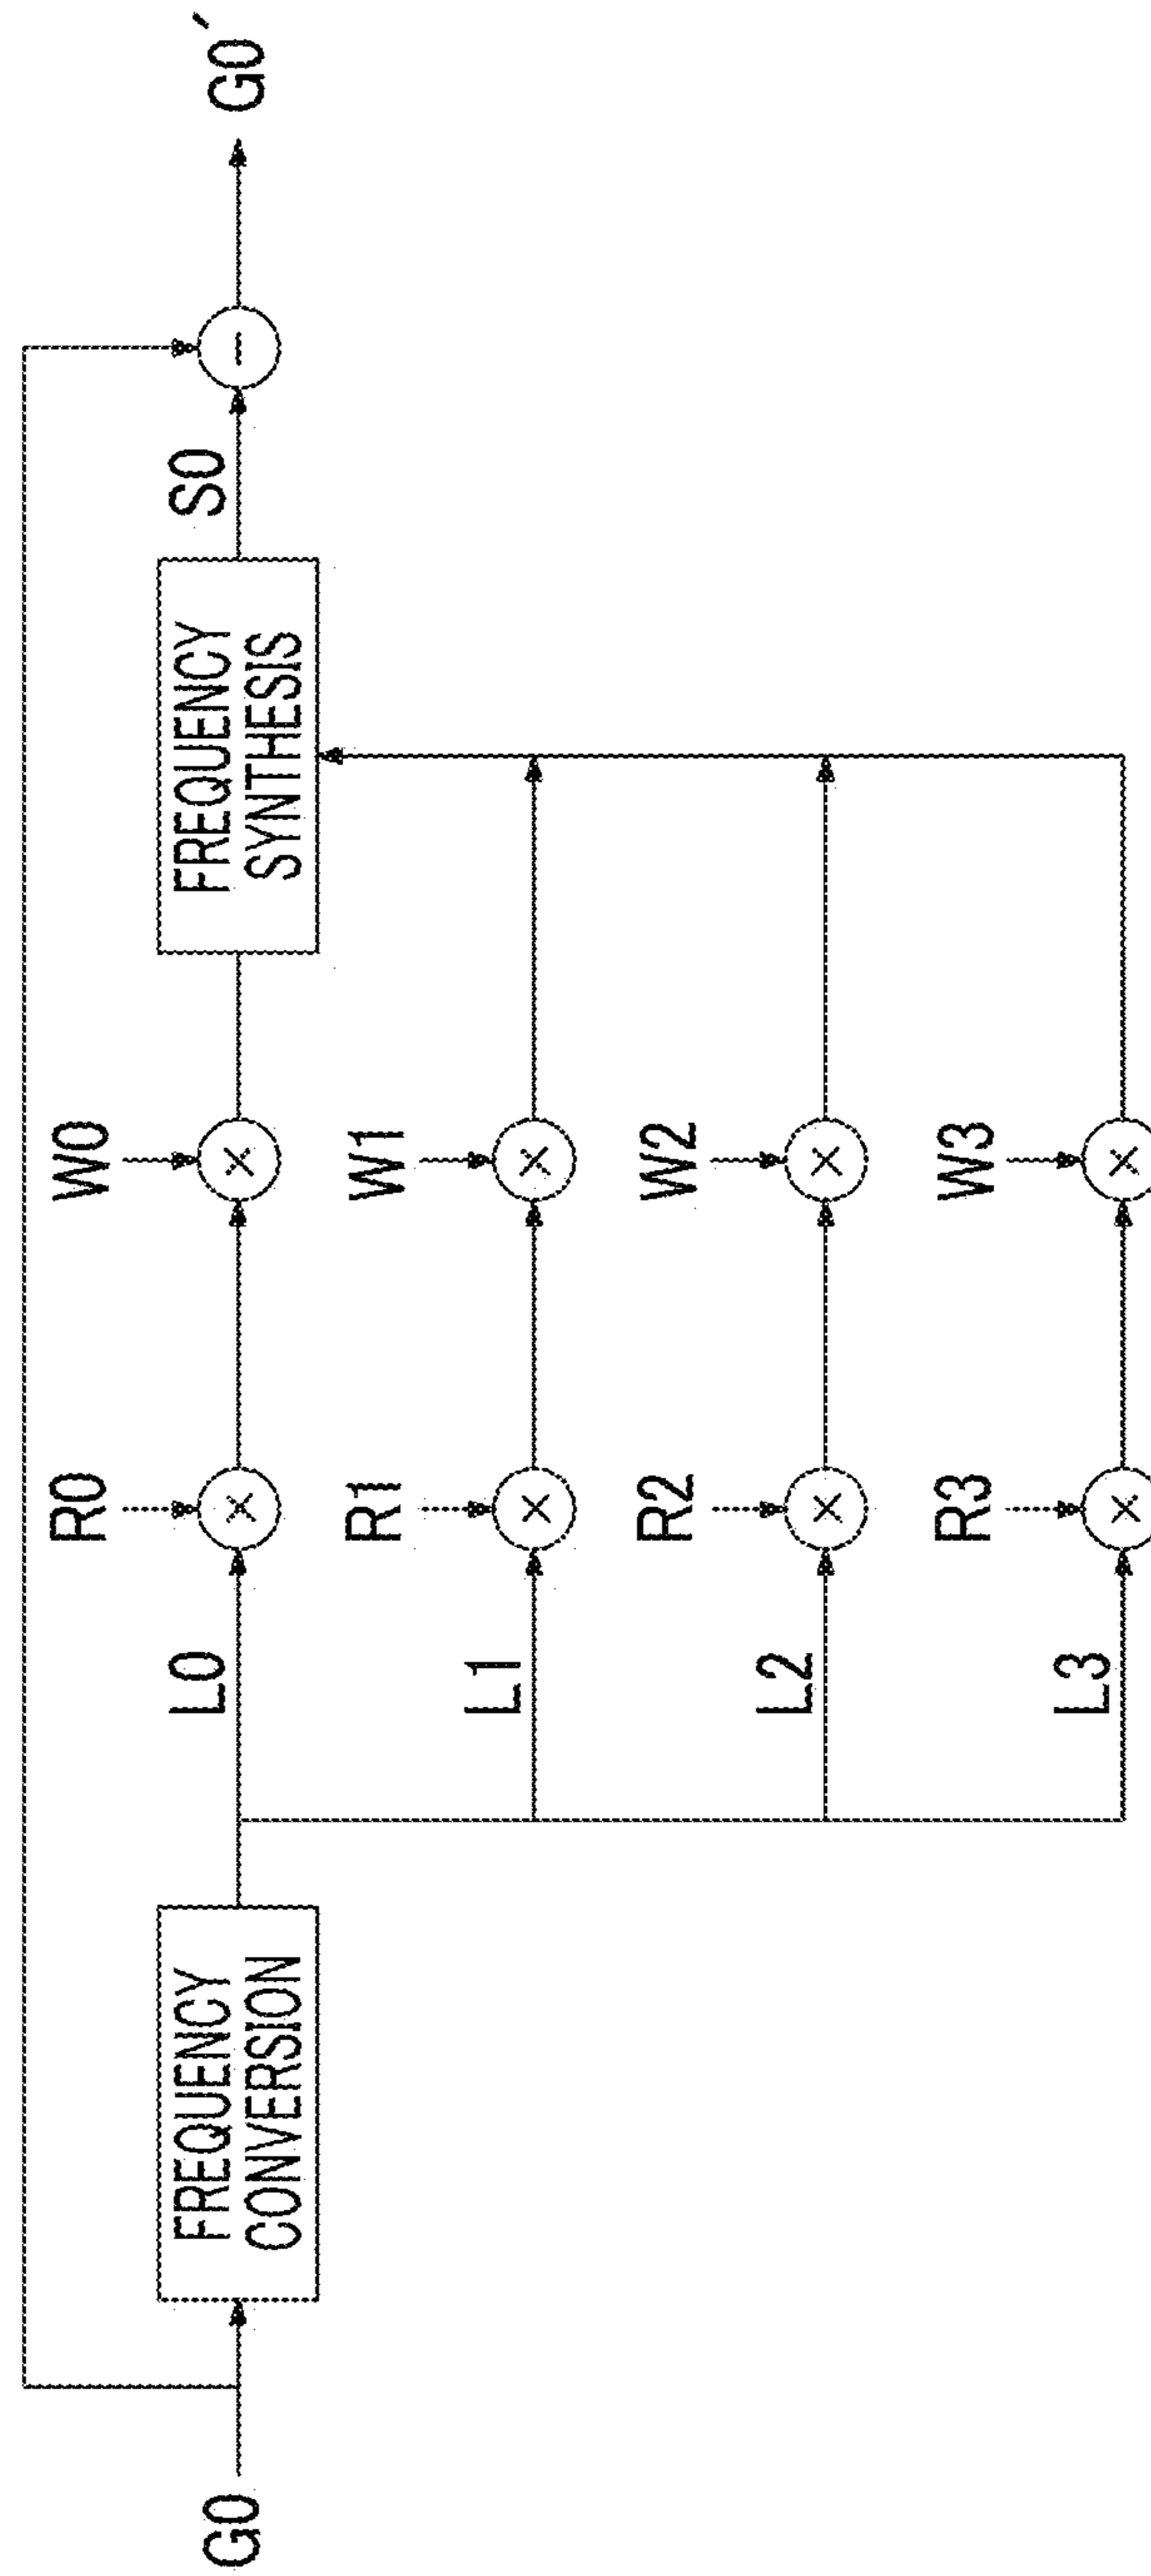 G0
FREQUENCY
CONVERSION
L0
R0
W0
FREQUENCY
SYNTHESIS
S0
G0´
L1
R1
W1
L2
R2
W2
L3
R3
W3